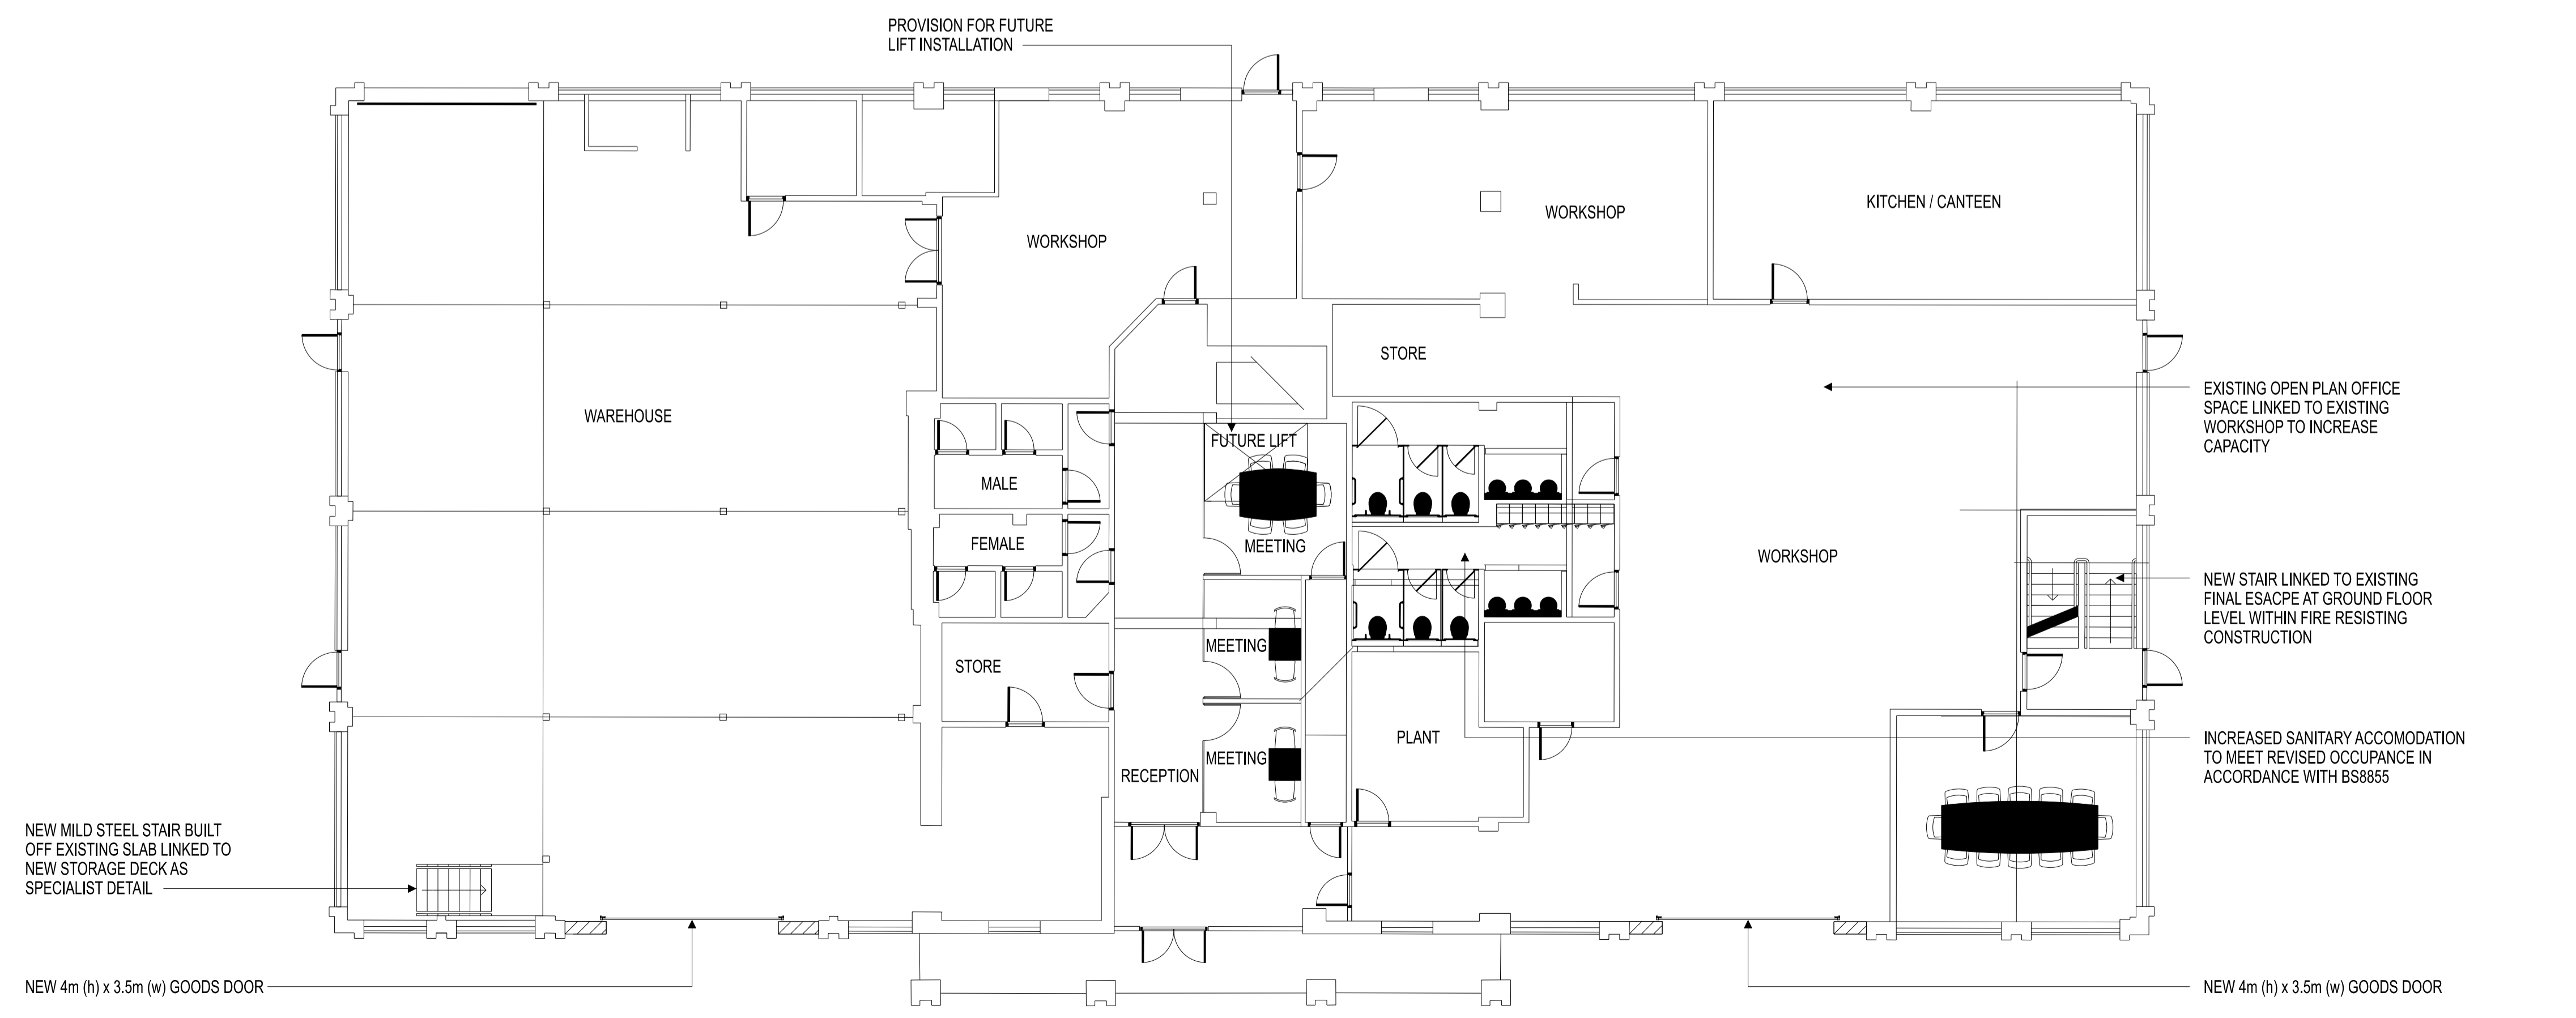 PROVISION FOR FUTURE
LIFT INSTALLATION
KITCHEN / CANTEEN
WORKSHOP
WORKSHOP
STORE
EXISTING OPEN PLAN OFFICE
SPACE LINKED TO EXISTING
WORKSHOP TO INCREASE
CAPACITY
WAREHOUSE
FUTURE LIFT
MALE
FEMALE
MEETING
WORKSHOP
NEW STAIR LINKED TO EXISTING
FINAL ESACPE AT GROUND FLOOR
LEVEL WITHIN FIRE RESISTING
CONSTRUCTION
MEETING
STORE
PLANT
INCREASED SANITARY ACCOMODATION
TO MEET REVISED OCCUPANCE IN
ACCORDANCE WITH BS8855
MEETING
RECEPTION
NEW MILD STEEL STAIR BUILT
OFF EXISTING SLAB LINKED TO
NEW STORAGE DECK AS
SPECIALIST DETAIL
NEW 4m (h) x 3.5m (w) GOODS DOOR
NEW 4m (h) x 3.5m (w) GOODS DOOR